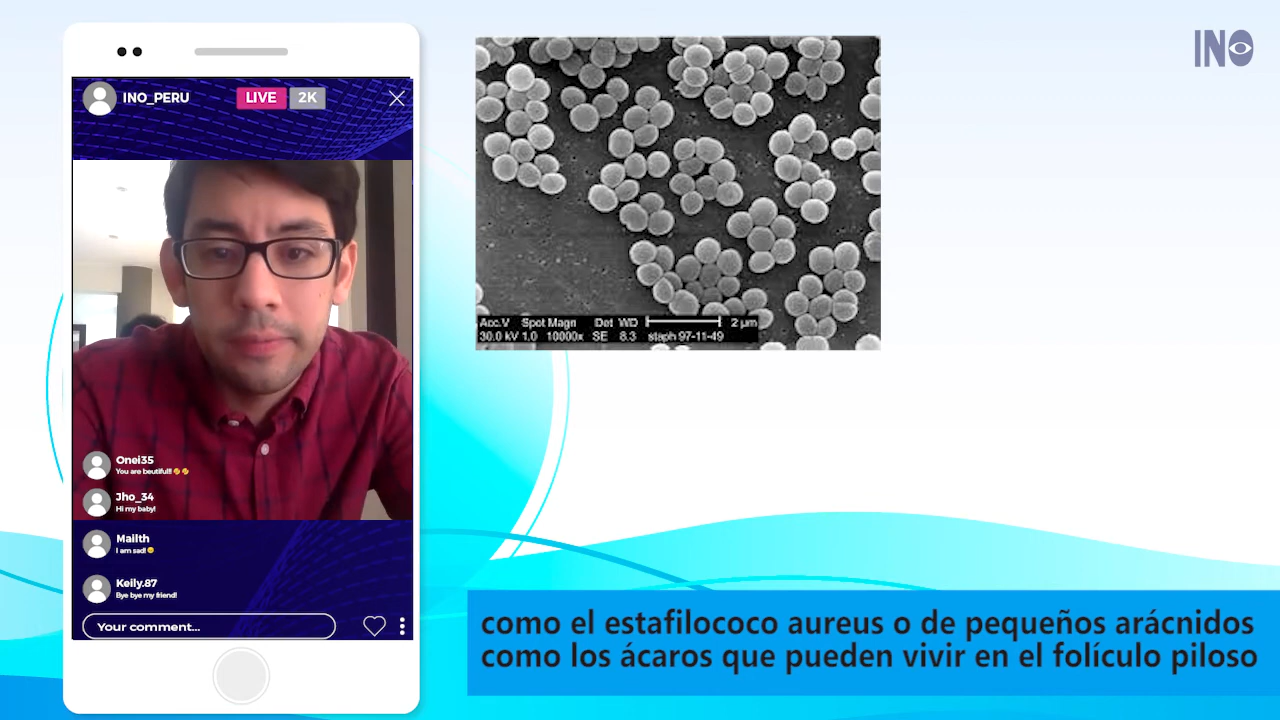 INO_PERU
LIVE
2K
Onei35
You are beutiful!!
Jho_34
Hi my baby!
Mailth
I am sad!
Keily.87
Bye bye my friend!
Your comment...
Acc.V Spot Magn Det WD 2 µm
30.0 kV 1.0 10000x SE 8.3 staph 97-11-49
INO
como el estafilococo aureus o de pequeños arácnidos
como los ácaros que pueden vivir en el folículo piloso